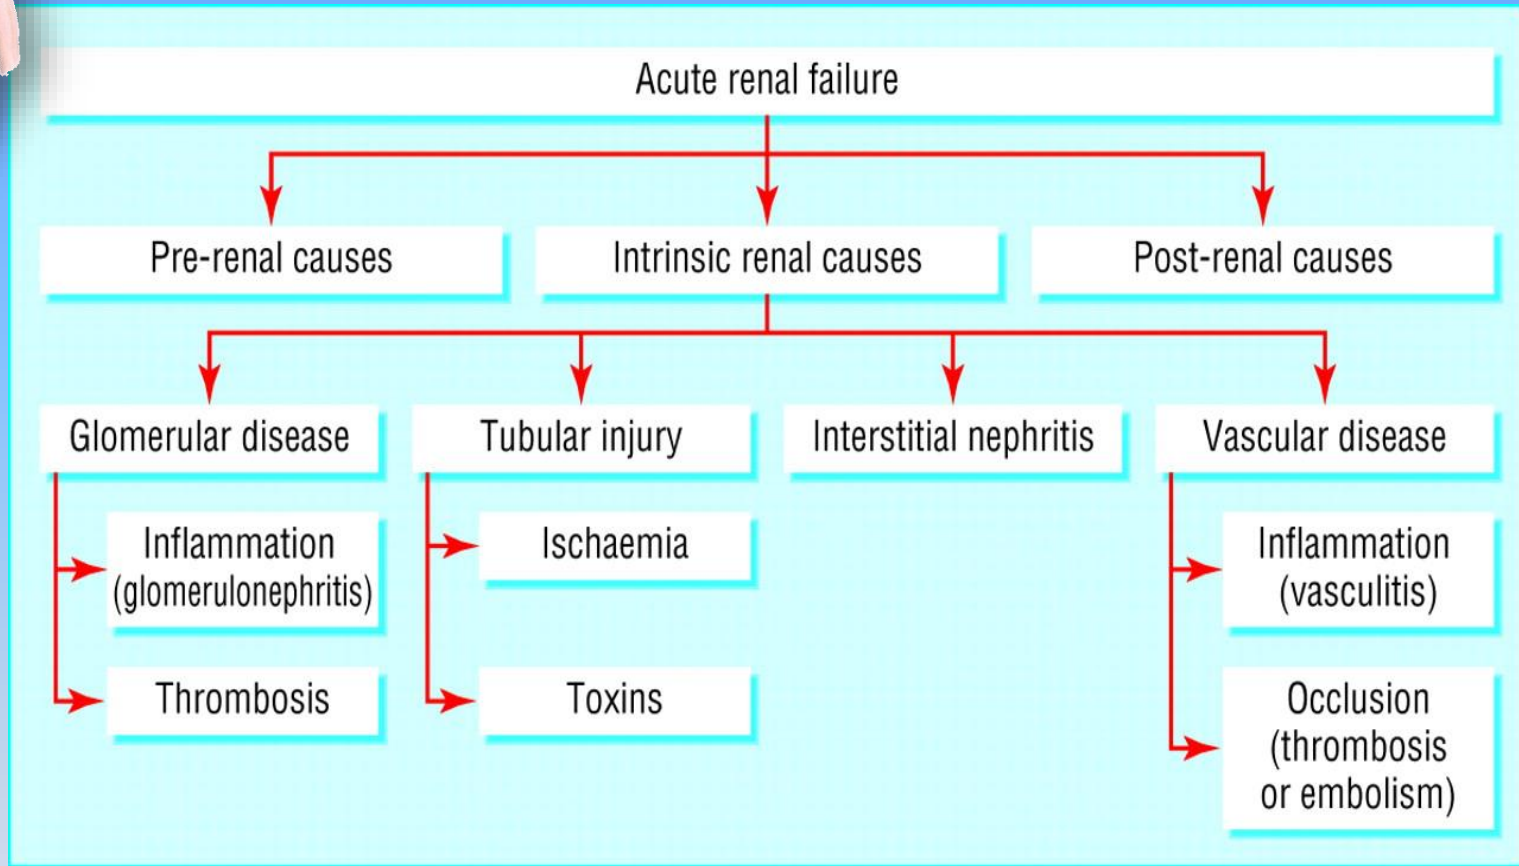 Acute renal failure
Pre-renal causes
Intrinsic renal causes
Post-renal causes
Glomerular disease
Tubular injury
Interstitial nephritis
Vascular disease
Inflammation
(glomerulonephritis)
Thrombosis
Ischaemia
Toxins
Inflammation
(vasculitis)
Occlusion
(thrombosis
or embolism)